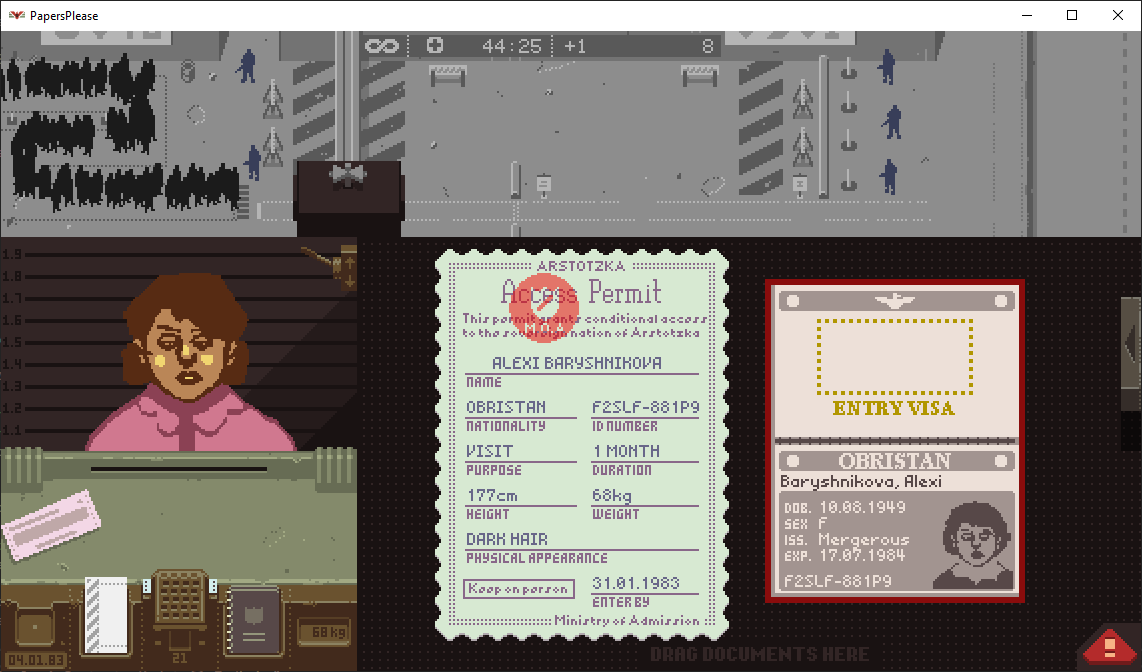 PapersPlease
44:25 +1 8
1.9
1.8
1.7
1.6
1.5
1.4
1.3
1.2
1.1
ARSTOTZKA
Access Permit
This permit grants conditional access
to the sovereign nation of Arstotzka
M.O.A
ALEXI BARYSHNIKOVA
NAME
OBRISTAN F2SLF-881P9
NATIONALITY ID NUMBER
VISIT 1 MONTH
PURPOSE DURATION
177cm 68kg
HEIGHT WEIGHT
DARK HAIR
PHYSICAL APPEARANCE
Keep on person
31.01.1983
ENTER BY
Ministry of Admission
ENTRY VISA
OBRISTAN
Baryshnikova, Alexi
DOB. 10.08.1949
SEX F
ISS. Mergerous
EXP. 17.07.1984
F2SLF-881P9
68kg
04.01.83
21
DRAG DOCUMENTS HERE